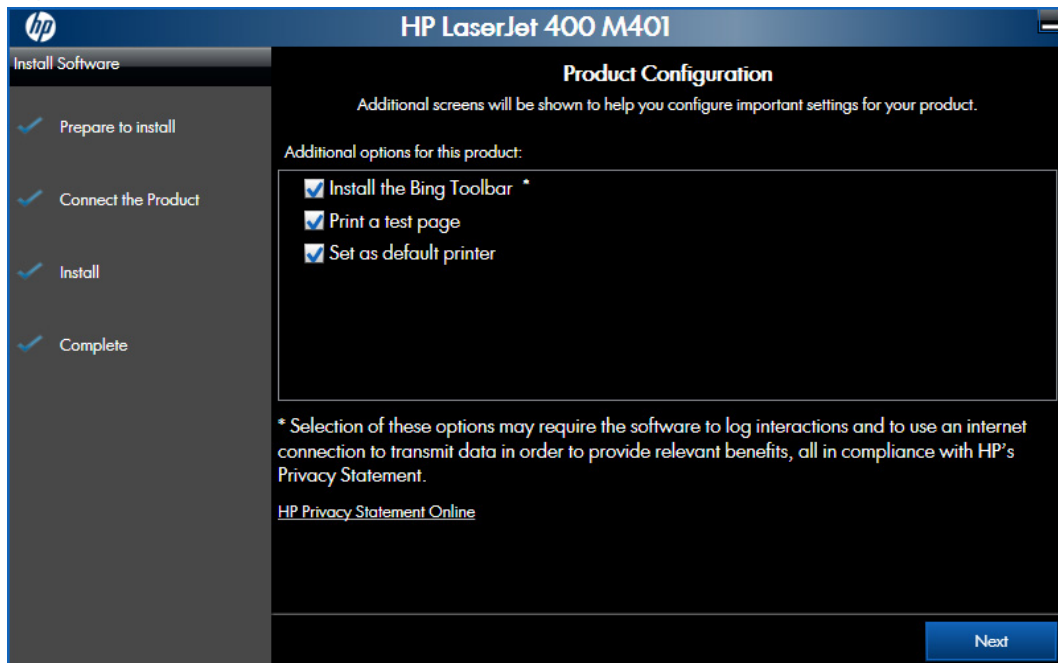 hp
HP LaserJet 400 M401
Install Software
Prepare to install
Connect the Product
Install
Complete
Product Configuration
Additional screens will be shown to help you configure important settings for your product.
Additional options for this product:
Install the Bing Toolbar *
Print a test page
Set as default printer
* Selection of these options may require the software to log interactions and to use an internet
connection to transmit data in order to provide relevant benefits, all in compliance with HP's
Privacy Statement.
HP Privacy Statement Online
Next